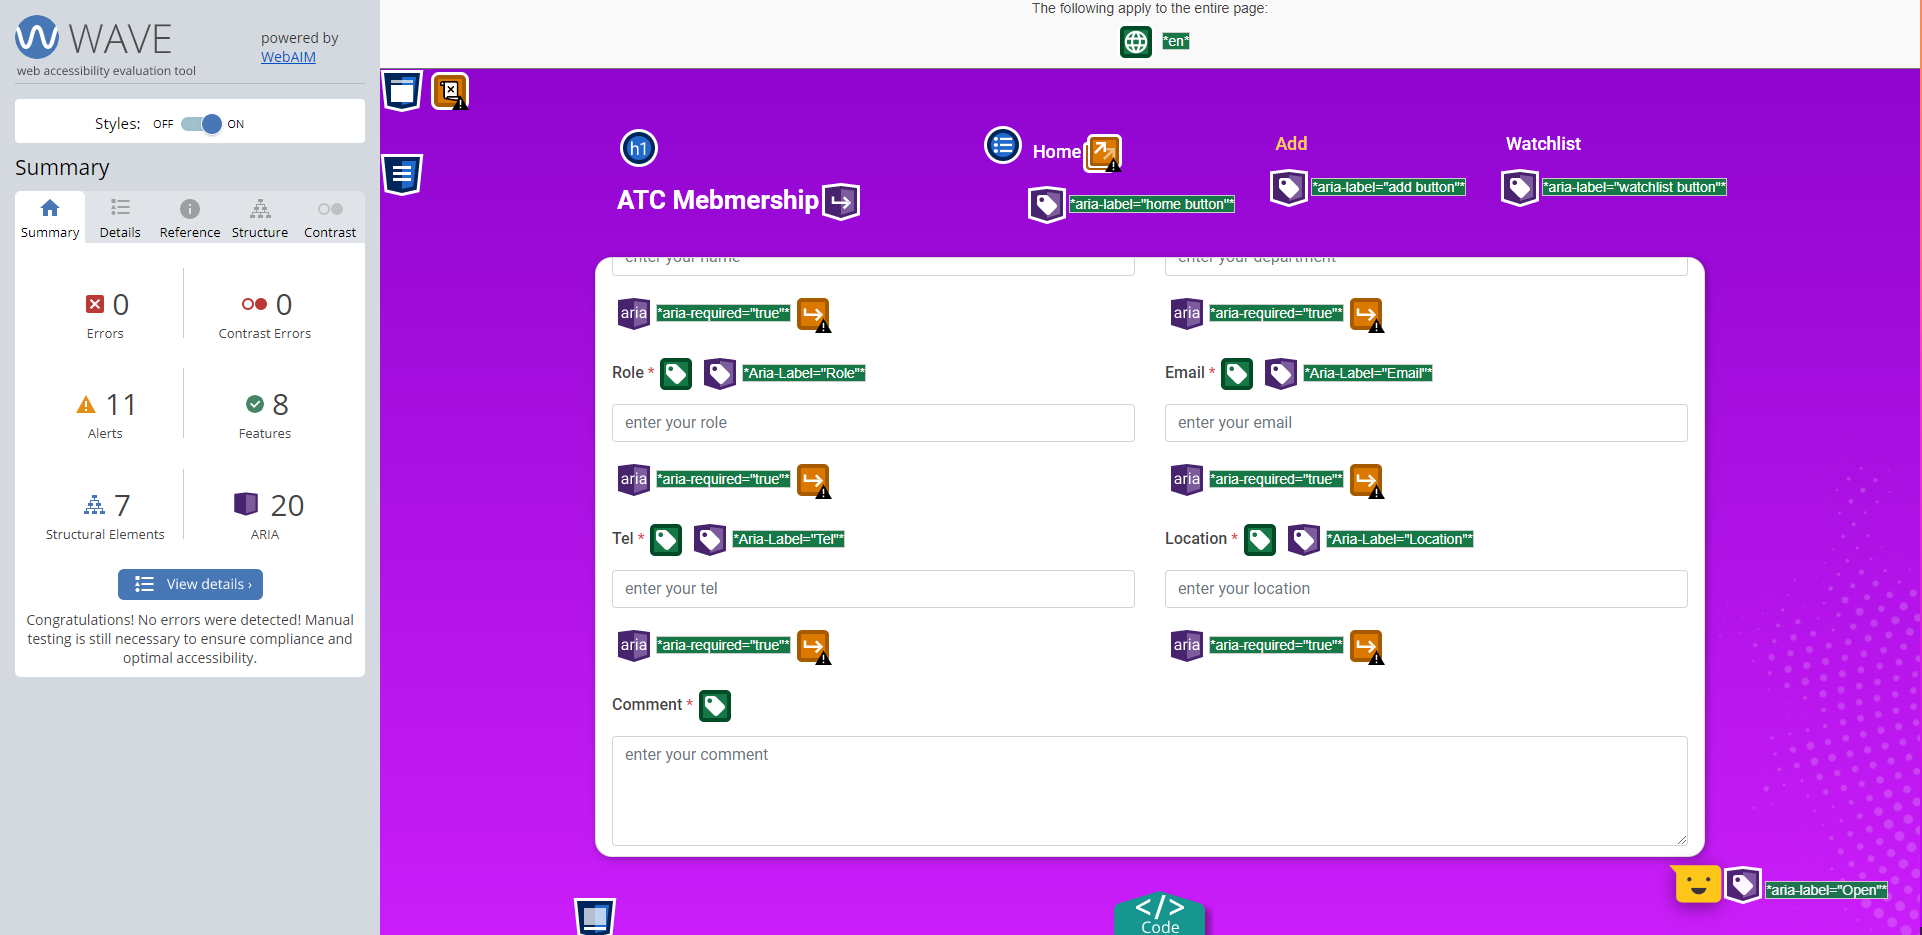 WAVE
powered by
WebAIM
web accessibility evaluation tool
Styles: OFF ON
Summary
Summary Details Reference Structure Contrast
0
Errors
0
Contrast Errors
11
Alerts
8
Features
7
Structural Elements
20
ARIA
View details ›
Congratulations! No errors were detected! Manual
testing is still necessary to ensure compliance and
optimal accessibility.
The following apply to the entire page:
*en*
h1
ATC Mebmership
Home
*aria-label="home button"*
Add
*aria-label="add button"*
Watchlist
*aria-label="watchlist button"*
enter your name
enter your department
aria *aria-required="true"*
aria *aria-required="true"*
Role * *Aria-Label="Role"*
Email * *Aria-Label="Email"*
enter your role
enter your email
aria *aria-required="true"*
aria *aria-required="true"*
Tel * *Aria-Label="Tel"*
Location * *Aria-Label="Location"*
enter your tel
enter your location
aria *aria-required="true"*
aria *aria-required="true"*
Comment *
enter your comment
*aria-label="Open"*
</>
Code